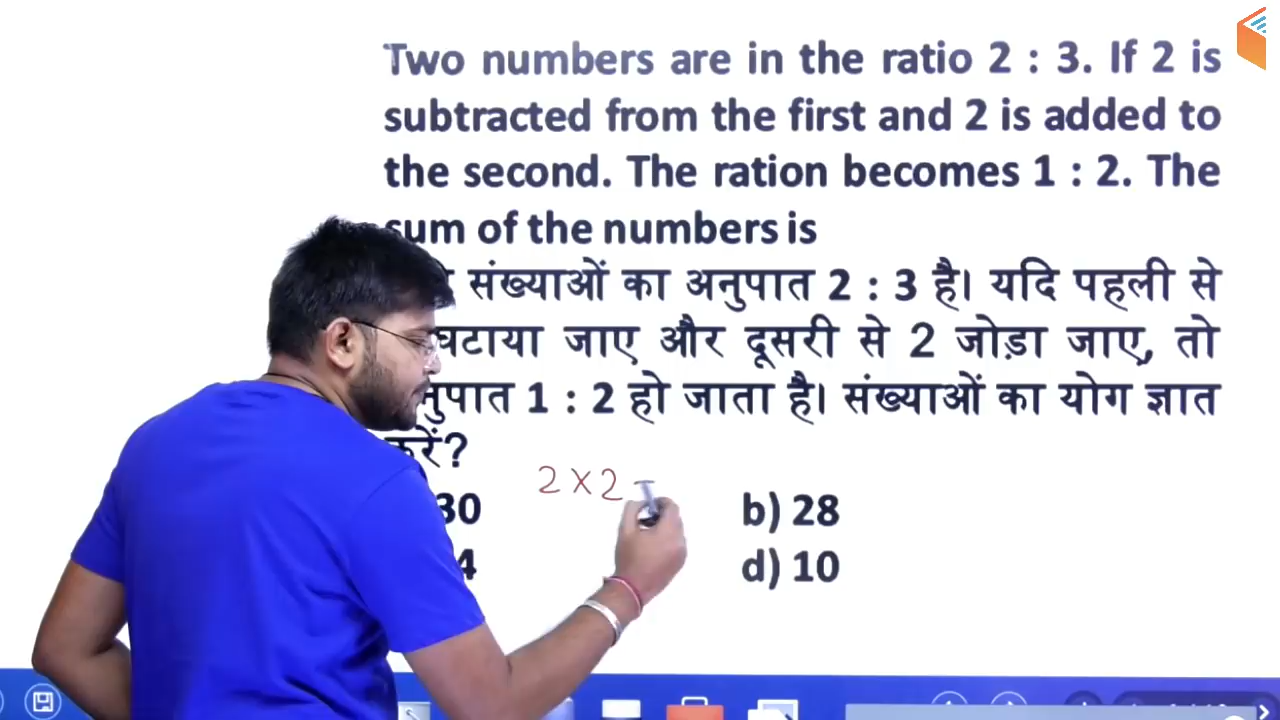 Two numbers are in the ratio 2 : 3. If 2 is
subtracted from the first and 2 is added to
the second. The ration becomes 1 : 2. The
sum of the numbers is
संख्याओं का अनुपात 2 : 3 है। यदि पहली से
घटाया जाए और दूसरी से 2 जोड़ा जाए, तो
1 : 2 हो जाता है। संख्याओं का योग ज्ञात
करें?
2 × 2
30 b) 28
4 d) 10